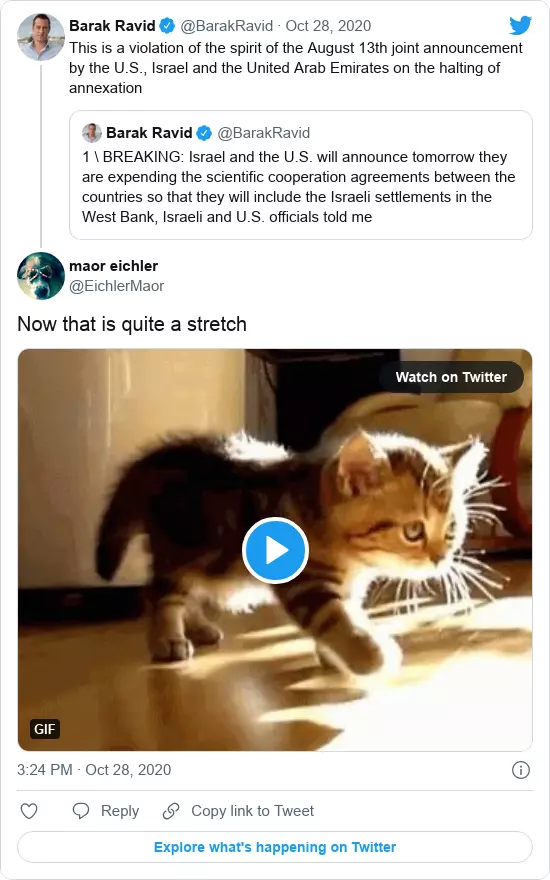 Barak Ravid @BarakRavid · Oct 28, 2020
This is a violation of the spirit of the August 13th joint announcement
by the U.S., Israel and the United Arab Emirates on the halting of
annexation
Barak Ravid @BarakRavid
1 \ BREAKING: Israel and the U.S. will announce tomorrow they
are expending the scientific cooperation agreements between the
countries so that they will include the Israeli settlements in the
West Bank, Israeli and U.S. officials told me
maor eichler
@EichlerMaor
Now that is quite a stretch
Watch on Twitter
GIF
3:24 PM · Oct 28, 2020
Reply
Copy link to Tweet
Explore what's happening on Twitter